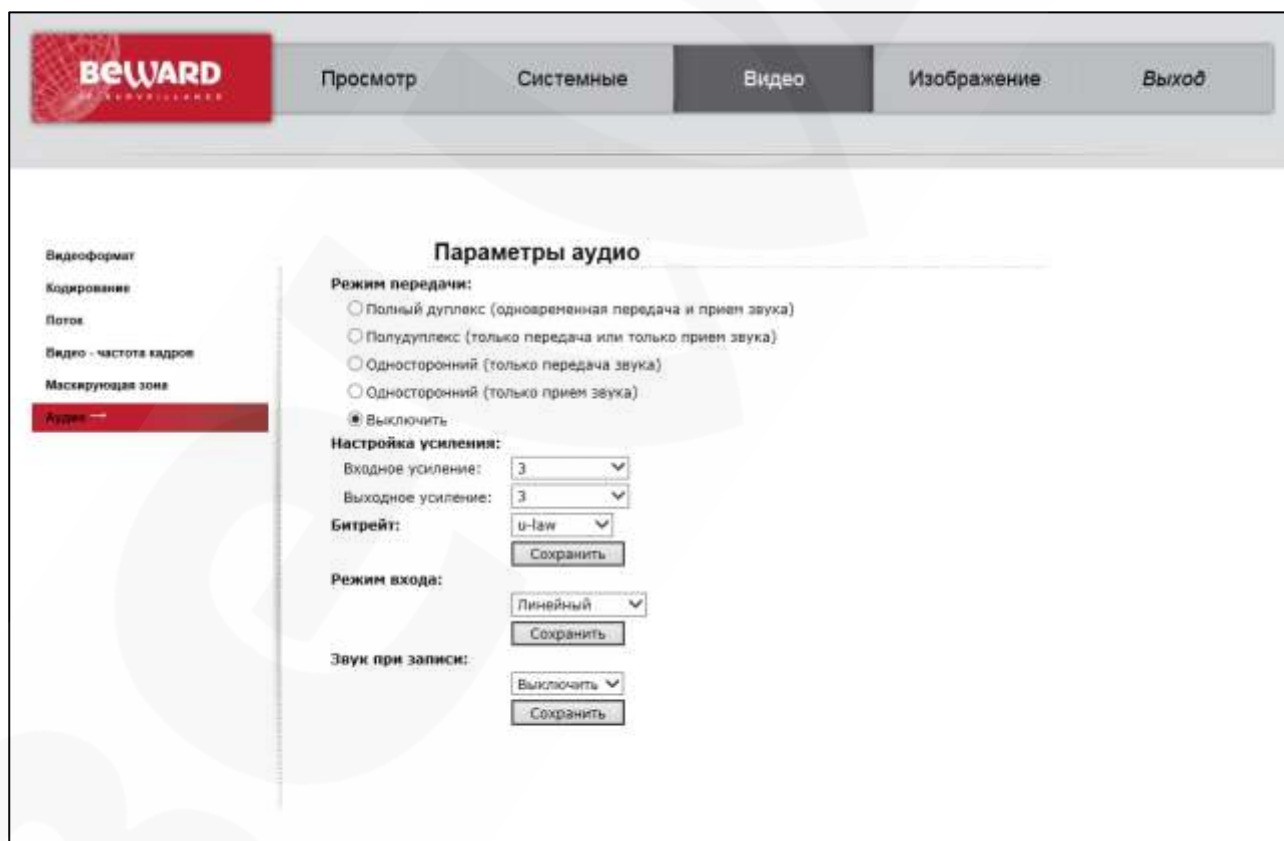 BEWARD
Просмотр
Системные
Видео
Изображение
Выход
Видеоформат
Кодирование
Поток
Видео - частота кадров
Маскирующая зона
Аудио →
Параметры аудио
Режим передачи:
Полный дуплекс (одновременная передача и прием звука)
Полудуплекс (только передача или только прием звука)
Односторонний (только передача звука)
Односторонний (только прием звука)
Выключить
Настройка усиления:
Входное усиление: 3
Выходное усиление: 3
Битрейт: u-law
Сохранить
Режим входа:
Линейный
Сохранить
Звук при записи:
Выключить
Сохранить